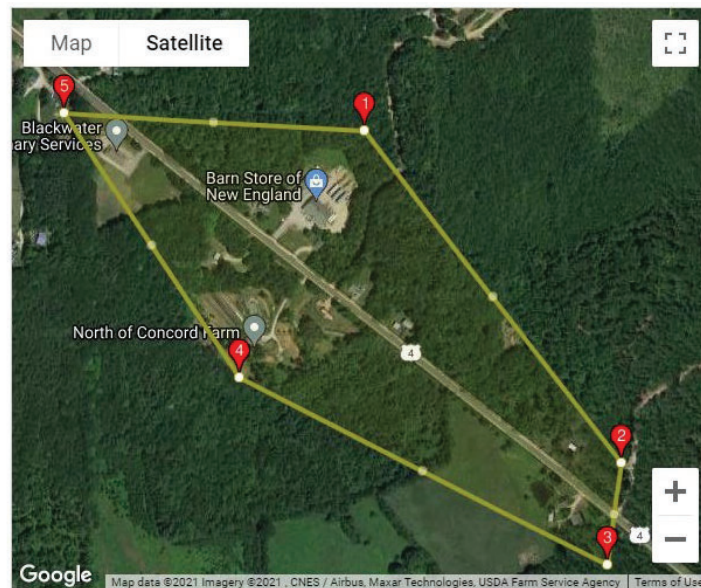 Map
Satellite
5
1
Blackwater
nary Services
Barn Store of
New England
4
North of Concord Farm
4
2
3
4
Google
Map data ©2021 Imagery ©2021 , CNES / Airbus, Maxar Technologies, USDA Farm Service Agency
Terms of Use